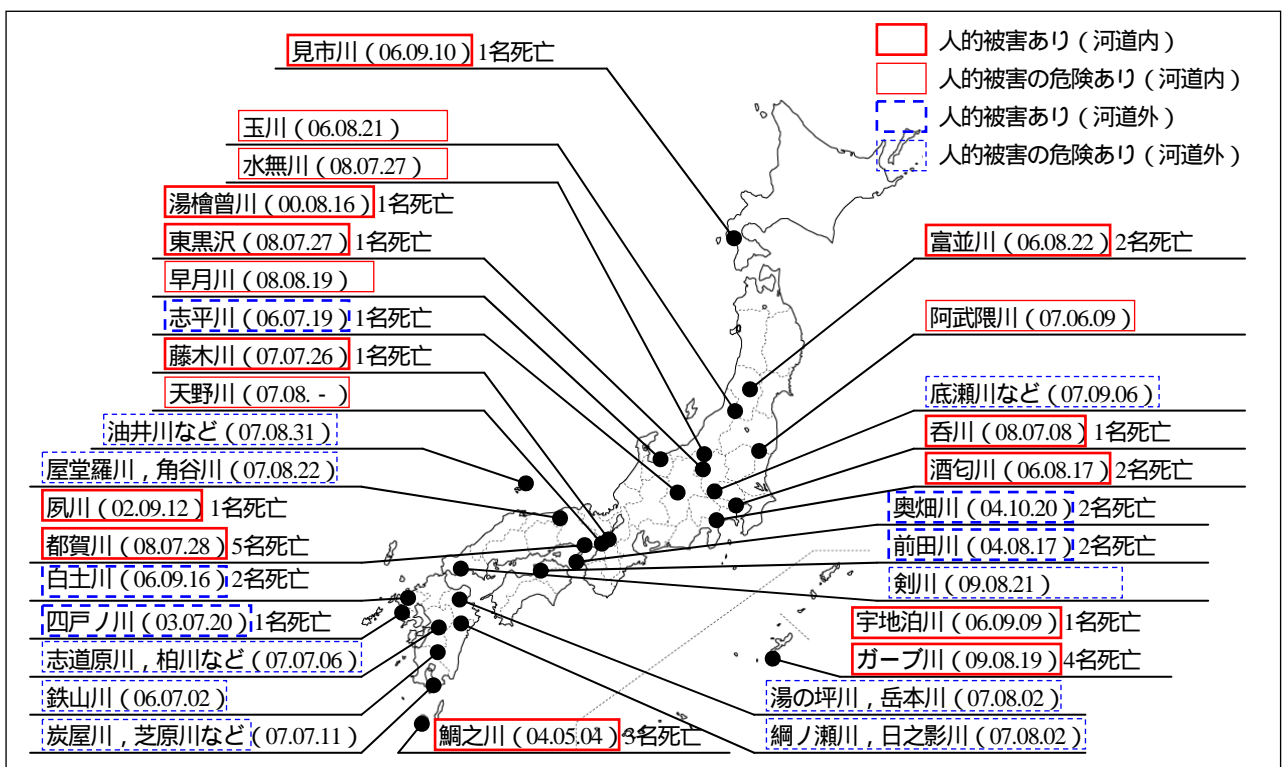 見市川(06.09.10) 1名死亡
玉川(06.08.21)
水無川(08.07.27)
湯檜曽川(00.08.16) 1名死亡
東黒沢(08.07.27) 1名死亡
早月川(08.08.19)
志平川(06.07.19) 1名死亡
藤木川(07.07.26) 1名死亡
天野川(07.08. - )
油井川など(07.08.31)
屋堂羅川,角谷川(07.08.22)
夙川(02.09.12) 1名死亡
都賀川(08.07.28) 5名死亡
白土川(06.09.16) 2名死亡
四戸ノ川(03.07.20) 1名死亡
志道原川,柏川など(07.07.06)
鉄山川(06.07.02)
炭屋川,芝原川など(07.07.11)
鯛之川(04.05.04) 3名死亡
人的被害あり(河道内)
人的被害の危険あり(河道内)
人的被害あり(河道外)
人的被害の危険あり(河道外)
富並川(06.08.22) 2名死亡
阿武隈川(07.06.09)
底瀬川など(07.09.06)
呑川(08.07.08) 1名死亡
酒匂川(06.08.17) 2名死亡
奥畑川(04.10.20) 2名死亡
前田川(04.08.17) 2名死亡
剣川(09.08.21)
宇地泊川(06.09.09) 1名死亡
ガーブ川(09.08.19) 4名死亡
湯の坪川,岳本川(07.08.02)
綱ノ瀬川,日之影川(07.08.02)